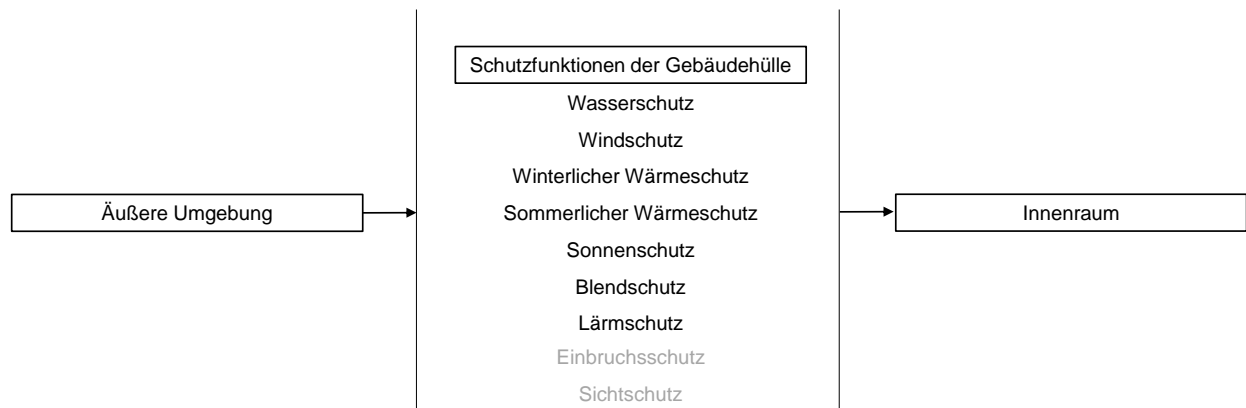 Schutzfunktionen der Gebäudehülle
Wasserschutz
Windschutz
Winterlicher Wärmeschutz
Äußere Umgebung
Sommerlicher Wärmeschutz
Innenraum
Sonnenschutz
Blendschutz
Lärmschutz
Einbruchsschutz
Sichtschutz